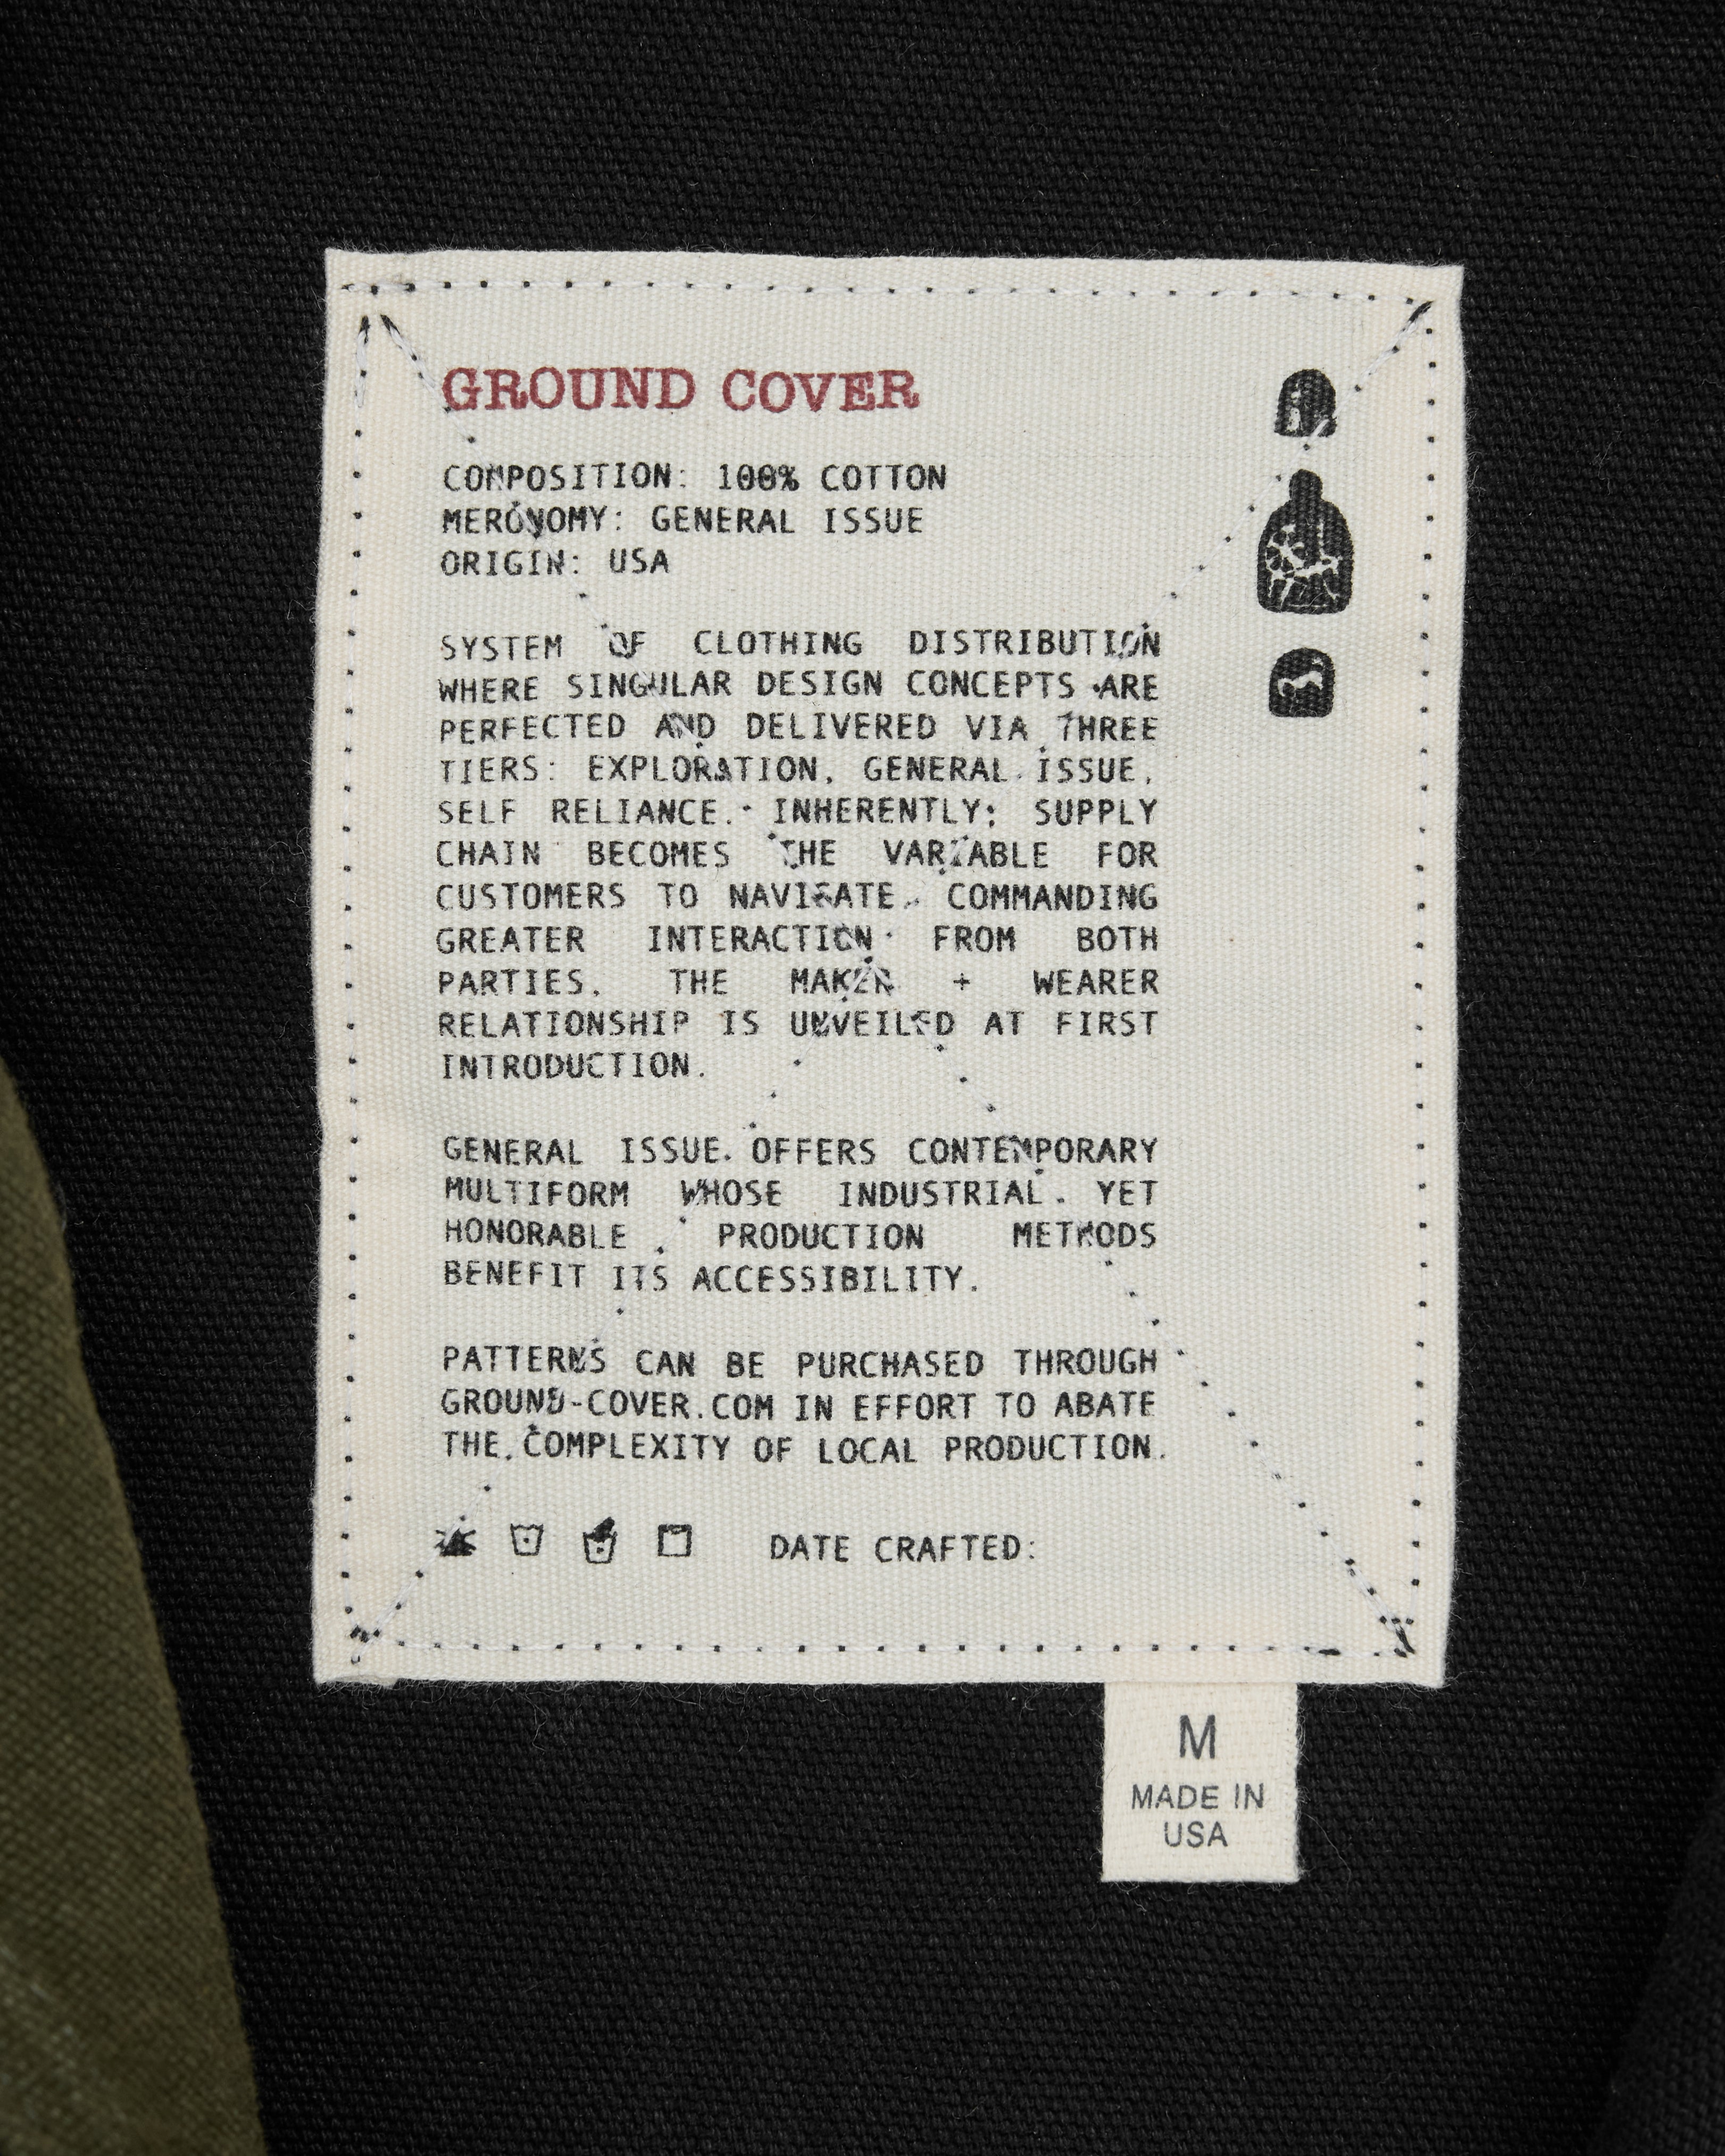 GROUND COVER
COMPOSITION: 100% COTTON
MERONOMY: GENERAL ISSUE
ORIGIN: USA
SYSTEM OF CLOTHING DISTRIBUTION
WHERE SINGULAR DESIGN CONCEPTS ARE
PERFECTED AND DELIVERED VIA THREE
TIERS: EXPLORATION, GENERAL ISSUE,
SELF RELIANCE. INHERENTLY; SUPPLY
CHAIN BECOMES THE VARIABLE FOR
CUSTOMERS TO NAVIGATE, COMMANDING
GREATER INTERACTION FROM BOTH
PARTIES. THE MAKER + WEARER
RELATIONSHIP IS UNVEILED AT FIRST
INTRODUCTION.
GENERAL ISSUE OFFERS CONTEMPORARY
MULTIFORM WHOSE INDUSTRIAL, YET
HONORABLE, PRODUCTION METHODS
BENEFIT ITS ACCESSIBILITY.
PATTERNS CAN BE PURCHASED THROUGH
GROUND-COVER.COM IN EFFORT TO ABATE
THE COMPLEXITY OF LOCAL PRODUCTION.
DATE CRAFTED:
M
MADE IN
USA